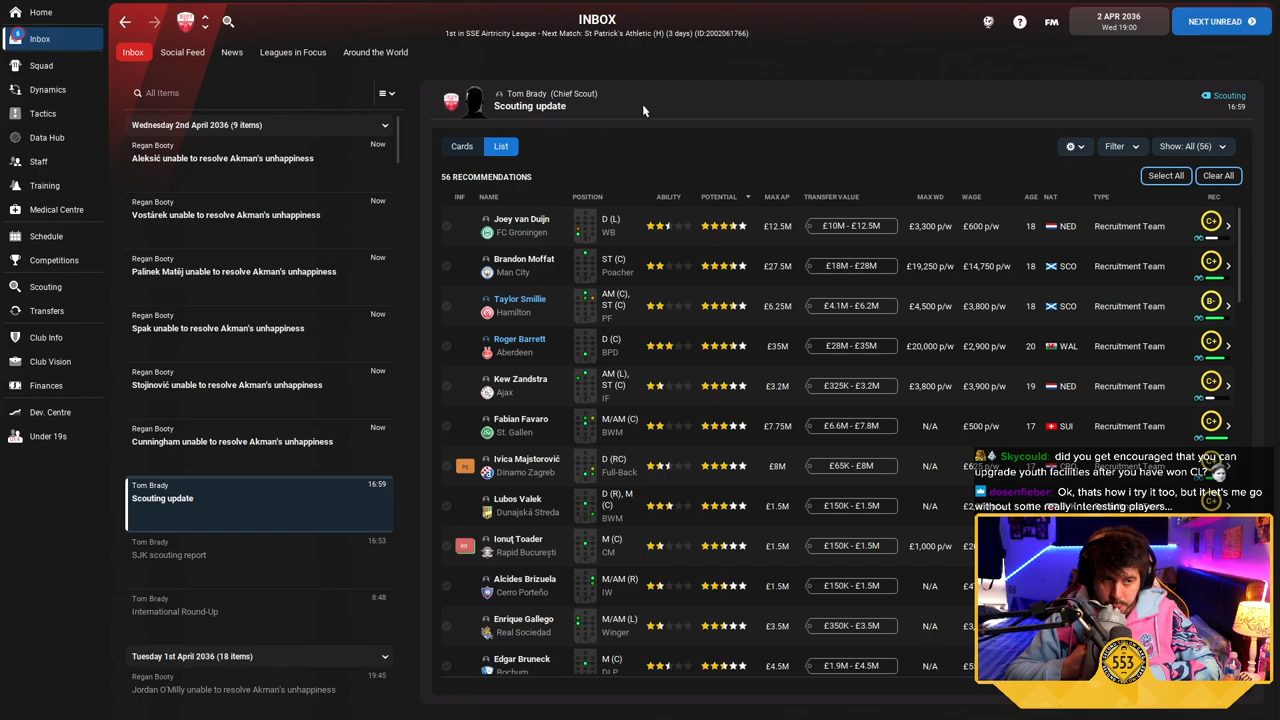 Home
Inbox
6
Squad
Dynamics
Tactics
Data Hub
Staff
Training
Medical Centre
Schedule
Competitions
Scouting
Transfers
Club Info
Club Vision
Finances
Dev. Centre
Under 19s
INBOX
1st in SSE Airtricity League - Next Match: St Patrick's Athletic (H) (3 days) (ID:2002061766)
FM
2 APR 2036
Wed 19:00
NEXT UNREAD
Inbox Social Feed News Leagues in Focus Around the World
All Items
Wednesday 2nd April 2036 (9 items)
Regan Booty Now
Aleksić unable to resolve Akman's unhappiness
Regan Booty Now
Vostárek unable to resolve Akman's unhappiness
Regan Booty Now
Palinek Matěj unable to resolve Akman's unhappiness
Regan Booty Now
Spak unable to resolve Akman's unhappiness
Regan Booty Now
Stojinović unable to resolve Akman's unhappiness
Regan Booty Now
Cunningham unable to resolve Akman's unhappiness
Tom Brady 16:59
Scouting update
Tom Brady 16:53
SJK scouting report
Tom Brady 8:48
International Round-Up
Tuesday 1st April 2036 (18 items)
Regan Booty 19:45
Jordan O'Milly unable to resolve Akman's unhappiness
Tom Brady (Chief Scout)
Scouting update
Scouting
16:59
Cards List
Filter
Show: All (56)
56 RECOMMENDATIONS
Select All Clear All
INF NAME POSITION ABILITY POTENTIAL MAX AP TRANSFER VALUE MAX WD WAGE AGE NAT TYPE REC
Joey van Duijn D (L) £12.5M £10M - £12.5M £3,300 p/w £600 p/w 18 NED Recruitment Team C+
FC Groningen WB
Brandon Moffat ST (C) £27.5M £18M - £28M £19,250 p/w £14,750 p/w 18 SCO Recruitment Team C+
Man City Poacher
Taylor Smillie AM (C), ST (C) £6.25M £4.1M - £6.2M £4,500 p/w £3,800 p/w 18 SCO Recruitment Team B-
Hamilton PF
Roger Barrett D (C) £35M £28M - £35M £20,000 p/w £2,900 p/w 20 WAL Recruitment Team C+
Aberdeen BPD
Kew Zandstra AM (L), ST (C) £3.2M £325K - £3.2M £3,800 p/w £3,900 p/w 19 NED Recruitment Team C+
Ajax IF
Fabian Favaro M/AM (C) £7.75M £6.6M - £7.8M N/A £500 p/w 17 SUI Recruitment Team C+
St. Gallen BWM
Inj Ivica Majstorović D (RC) £8M £65K - £8M N/A
Dinamo Zagreb Full-Back
Lubos Valek D (R), M (C) £1.5M £150K - £1.5M N/A
Dunajská Streda BWM
Int Ionuț Toader M (C) £1.5M £150K - £1.5M £1,000 p/w
Rapid București CM
Alcides Brizuela M/AM (R) £1.5M £150K - £1.5M N/A
Cerro Porteño IW
Enrique Gallego M/AM (L) £3.5M £350K - £3.5M N/A
Real Sociedad Winger
Edgar Bruneck M (C) £4.5M £1.9M - £4.5M N/A
Bochum DLP
Skycould: did you get encouraged that you can
upgrade youth facilities after you have won CL?
dosenfieber: Ok, thats how i try it too, but it let's me go
without some really interesting players...
553